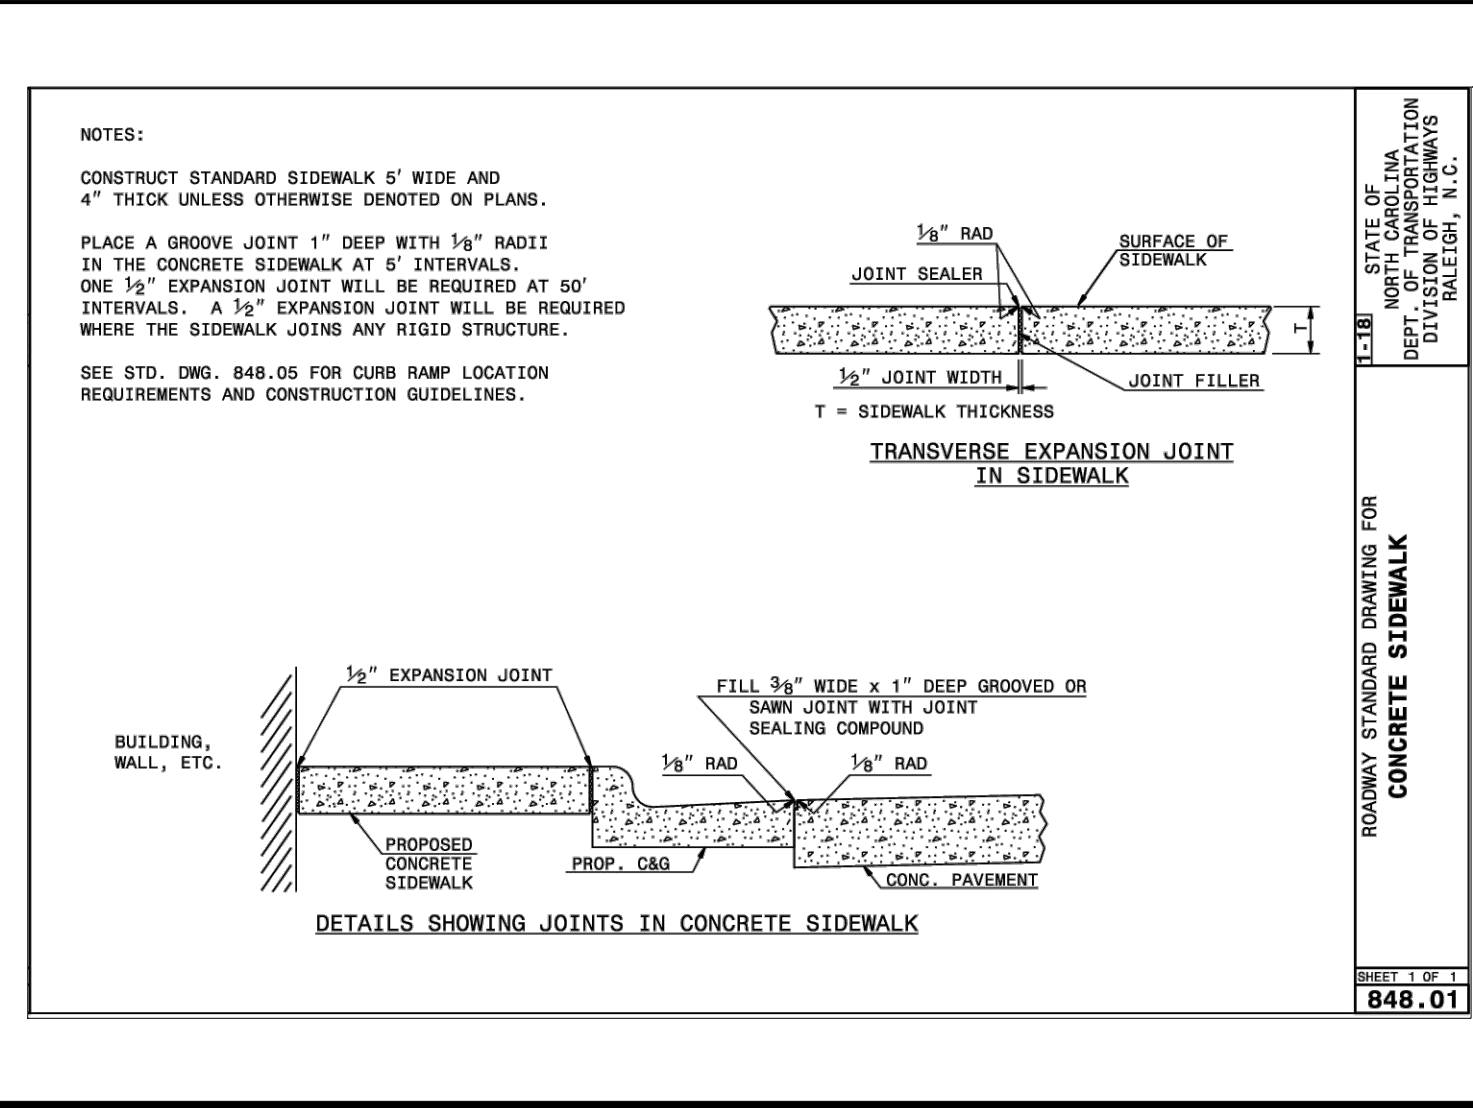 NOTES:
CONSTRUCT STANDARD SIDEWALK 5' WIDE AND
4" THICK UNLESS OTHERWISE DENOTED ON PLANS.
PLACE A GROOVE JOINT 1" DEEP WITH ⅛" RADII
IN THE CONCRETE SIDEWALK AT 5' INTERVALS.
ONE ½" EXPANSION JOINT WILL BE REQUIRED AT 50'
INTERVALS. A ½" EXPANSION JOINT WILL BE REQUIRED
WHERE THE SIDEWALK JOINS ANY RIGID STRUCTURE.
SEE STD. DWG. 848.05 FOR CURB RAMP LOCATION
REQUIREMENTS AND CONSTRUCTION GUIDELINES.
⅛" RAD
JOINT SEALER
SURFACE OF
SIDEWALK
T
½" JOINT WIDTH
JOINT FILLER
T = SIDEWALK THICKNESS
TRANSVERSE EXPANSION JOINT
IN SIDEWALK
½" EXPANSION JOINT
FILL ⅜" WIDE x 1" DEEP GROOVED OR
SAWN JOINT WITH JOINT
SEALING COMPOUND
BUILDING,
WALL, ETC.
⅛" RAD
⅛" RAD
PROPOSED
CONCRETE
SIDEWALK
PROP. C&G
CONC. PAVEMENT
DETAILS SHOWING JOINTS IN CONCRETE SIDEWALK
1-18
STATE OF
NORTH CAROLINA
DEPT. OF TRANSPORTATION
DIVISION OF HIGHWAYS
RALEIGH, N.C.
ROADWAY STANDARD DRAWING FOR
CONCRETE SIDEWALK
SHEET 1 OF 1
848.01